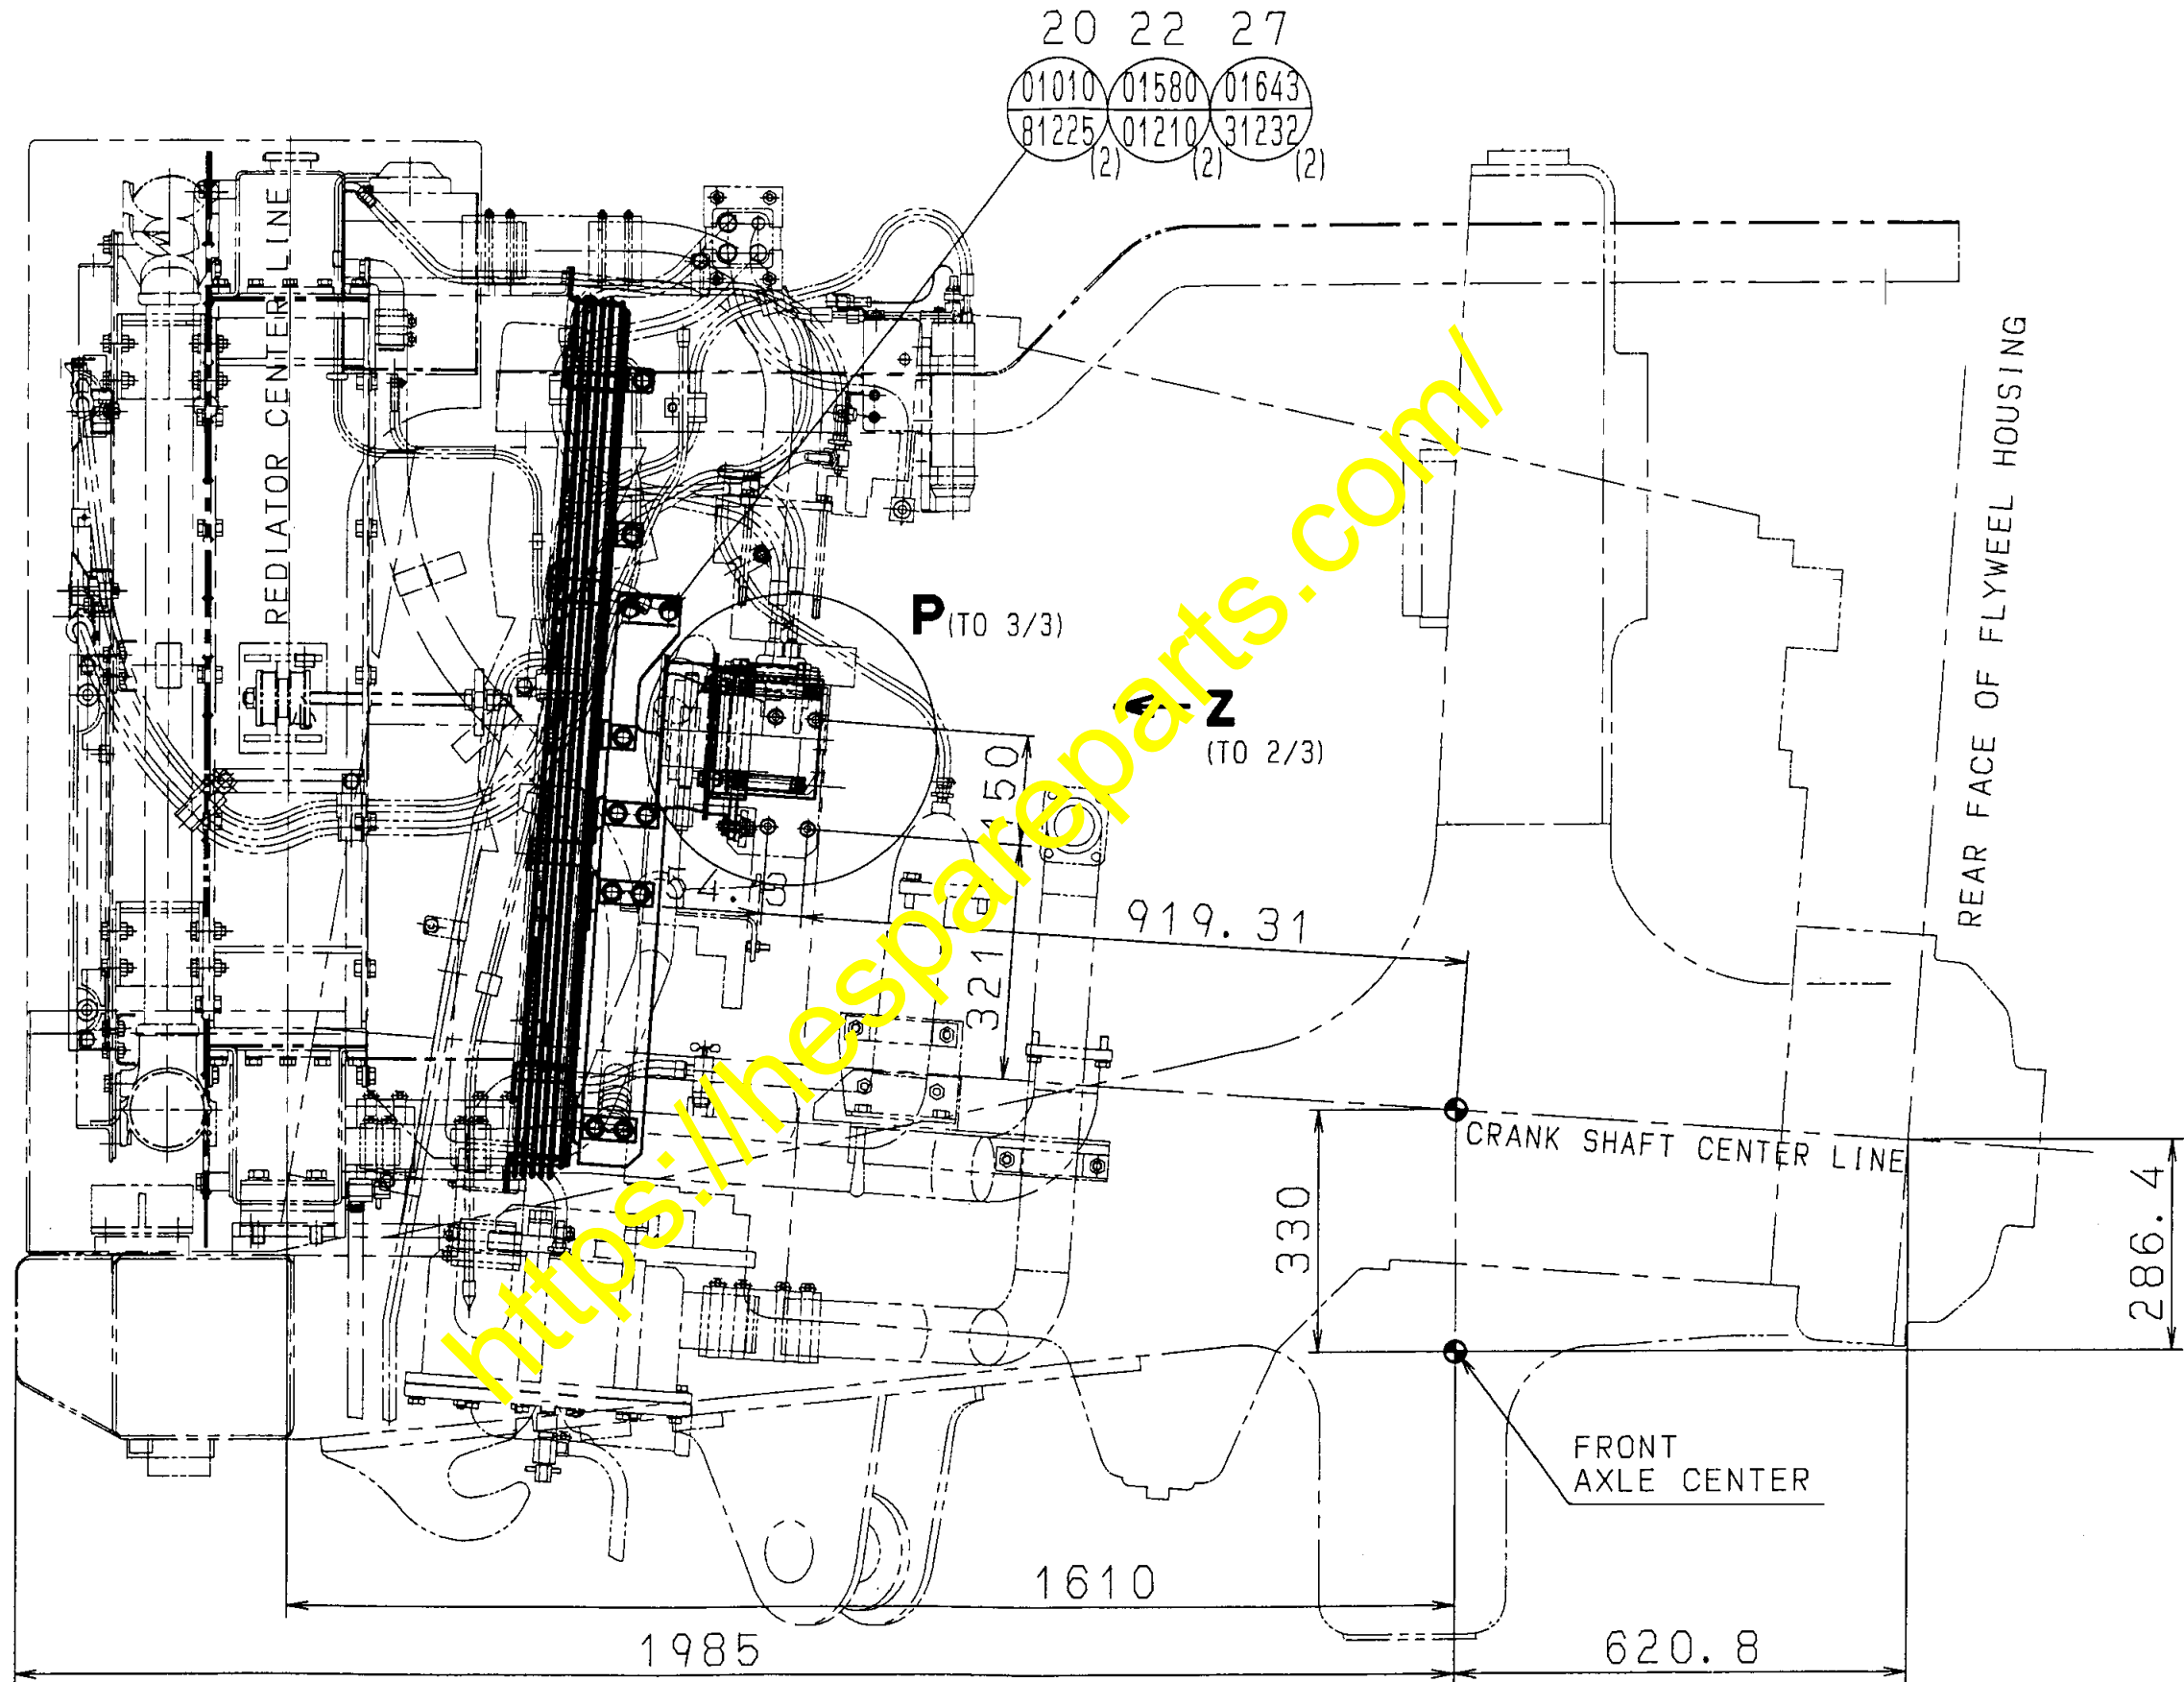 20 22 27
01010 01580 01643
81225 01210 31232
(2) (2) (2)
REDIATOR CENTER LINE
P (TO 3/3)
Z
(TO 2/3)
REAR FACE OF FLYWEEL HOUSING
150
54.3
919.31
321
CRANK SHAFT CENTER LINE
330
286.4
FRONT
AXLE CENTER
1610
1985
620.8
https://hespareparts.com/